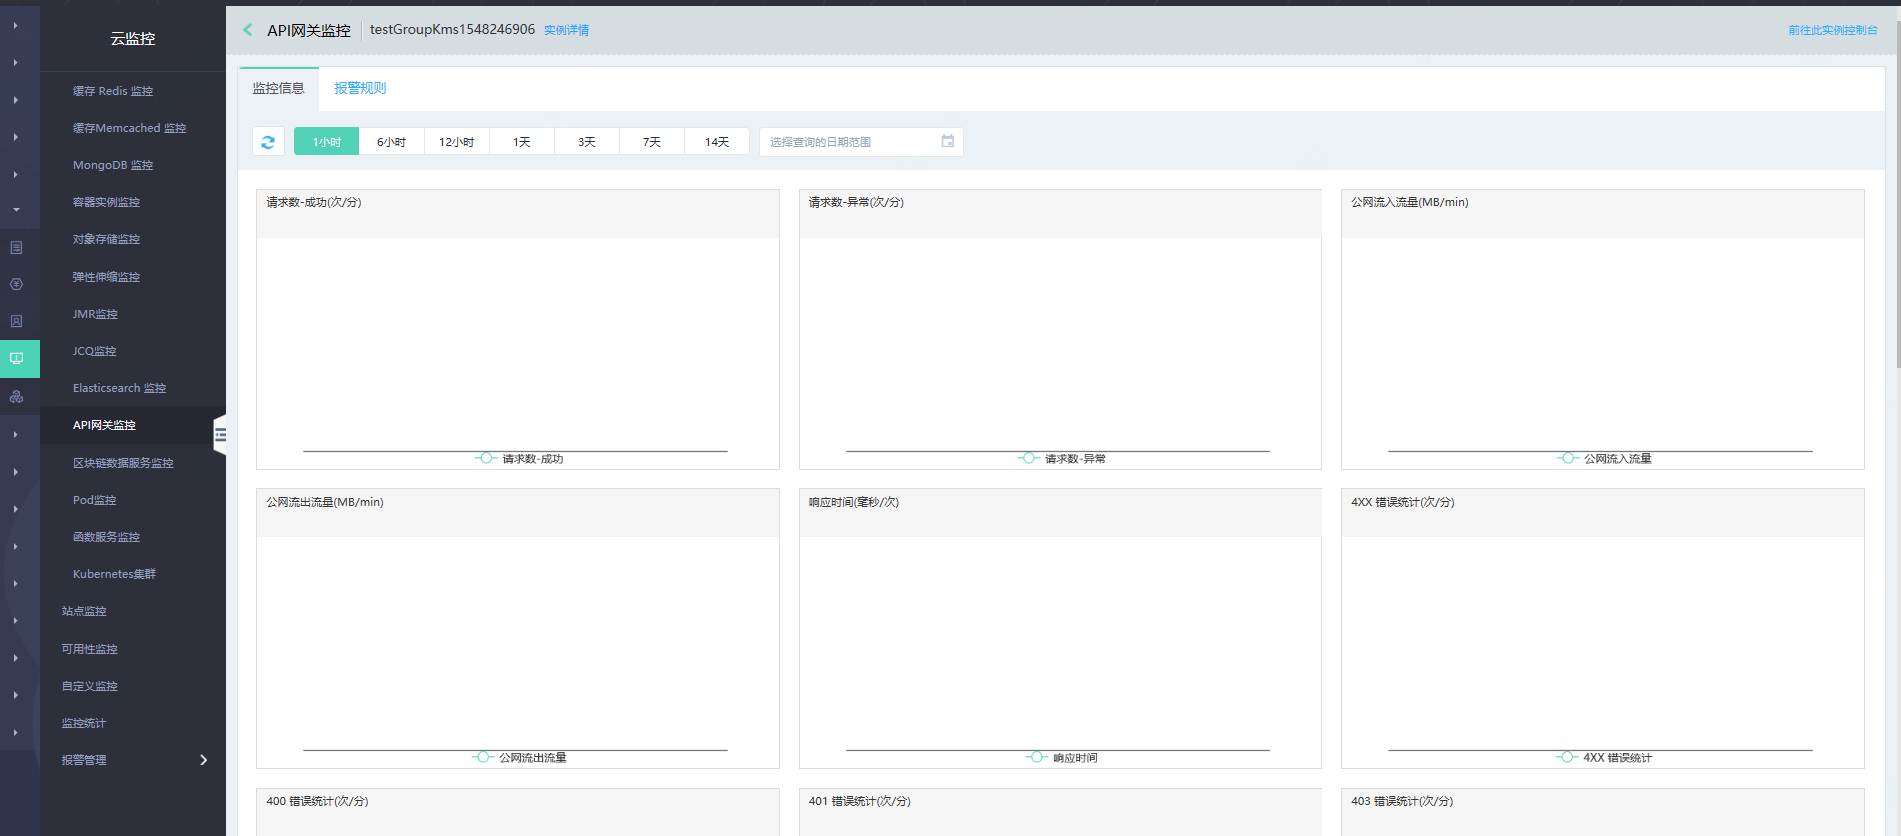 云监控
缓存 Redis 监控
缓存Memcached 监控
MongoDB 监控
容器实例监控
对象存储监控
弹性伸缩监控
JMR监控
JCQ监控
Elasticsearch 监控
API网关监控
区块链数据服务监控
Pod监控
函数服务监控
Kubernetes集群
站点监控
可用性监控
自定义监控
监控统计
报警管理
API网关监控 testGroupKms1548246906 实例详情 前往此实例控制台
监控信息 报警规则
1小时 6小时 12小时 1天 3天 7天 14天 选择查询的日期范围
请求数-成功(次/分) 请求数-异常(次/分) 公网流入流量(MB/min)
请求数-成功 请求数-异常 公网流入流量
公网流出流量(MB/min) 响应时间(毫秒/次) 4XX 错误统计(次/分)
公网流出流量 响应时间 4XX 错误统计
400 错误统计(次/分) 401 错误统计(次/分) 403 错误统计(次/分)